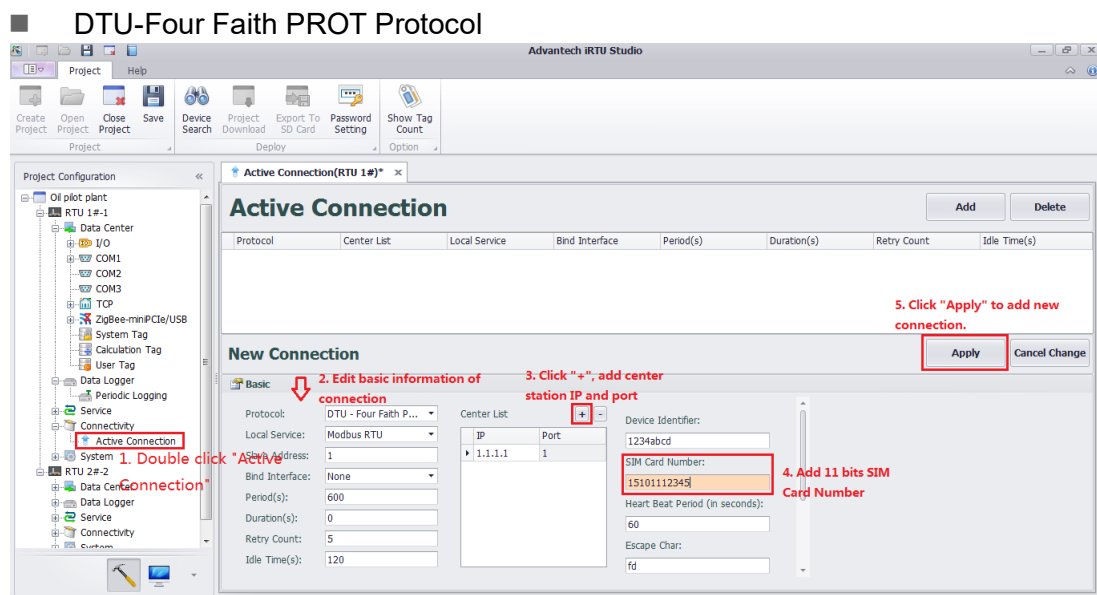 ■ DTU-Four Faith PROT Protocol
Advantech iRTU Studio
Project Help
Create Project
Open Project
Close Project
Save
Device Search
Project Download
Export To SD Card
Password Setting
Show Tag Count
Project
Deploy
Option
Project Configuration «
Oil pilot plant
RTU 1#-1
Data Center
I/O
COM1
COM2
COM3
TCP
ZigBee-miniPCIe/USB
System Tag
Calculation Tag
User Tag
Data Logger
Periodic Logging
Service
Connectivity
Active Connection
System
RTU 2#-2
Data Center
Data Logger
Service
Connectivity
System
1. Double click "Active
Connection"
Active Connection(RTU 1#)* ×
Active Connection
Add Delete
Protocol Center List Local Service Bind Interface Period(s) Duration(s) Retry Count Idle Time(s)
5. Click "Apply" to add new
connection.
New Connection
Apply Cancel Change
Basic
2. Edit basic information of
connection
3. Click "+", add center
station IP and port
Protocol: DTU - Four Faith P...
Local Service: Modbus RTU
Slave Address: 1
Bind Interface: None
Period(s): 600
Duration(s): 0
Retry Count: 5
Idle Time(s): 120
Center List + -
IP Port
1.1.1.1 1
Device Identifier:
1234abcd
SIM Card Number:
15101112345
4. Add 11 bits SIM
Card Number
Heart Beat Period (in seconds):
60
Escape Char:
fd